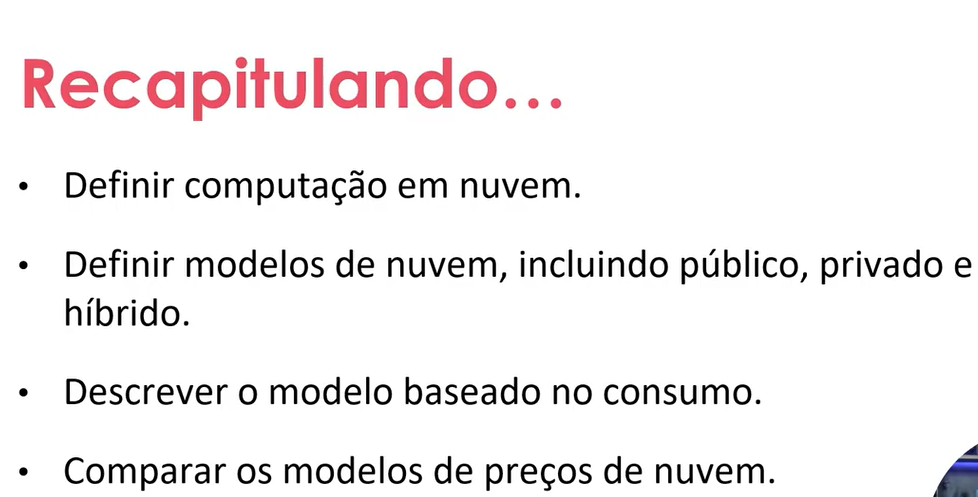 Recapitulando...
• Definir computação em nuvem.
• Definir modelos de nuvem, incluindo público, privado e
híbrido.
• Descrever o modelo baseado no consumo.
• Comparar os modelos de preços de nuvem.